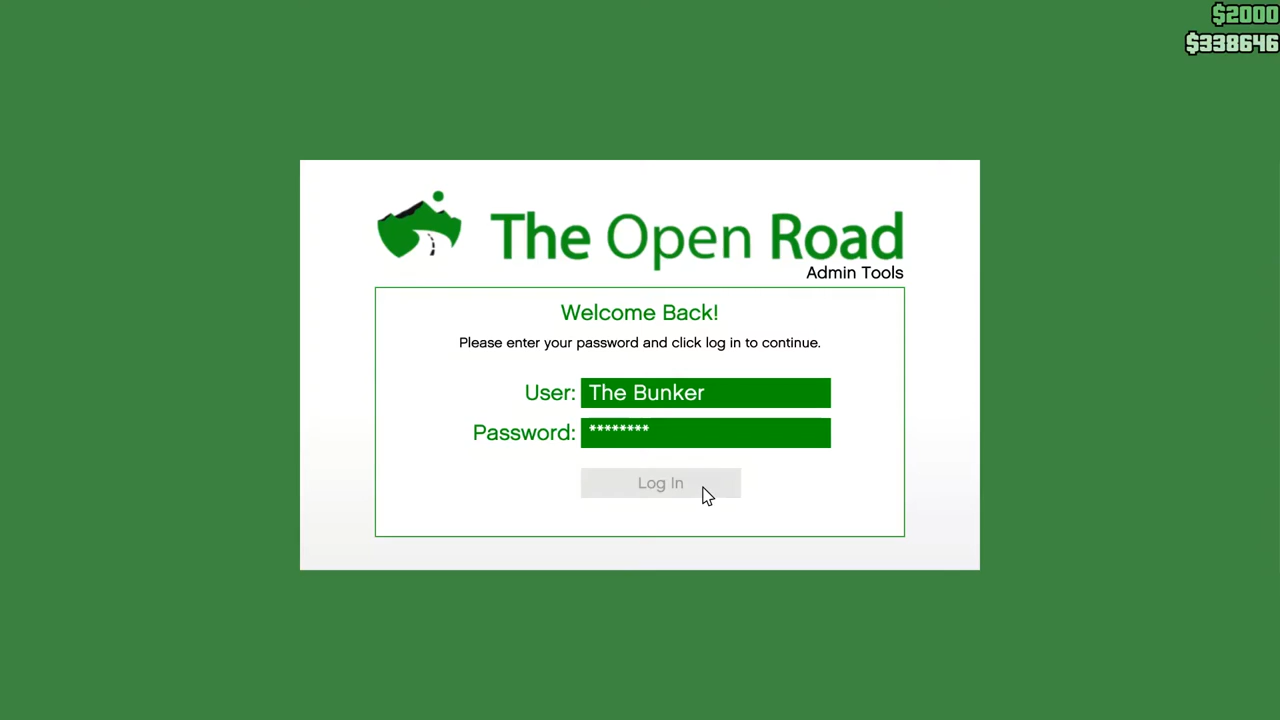 $2000
$338646
The Open Road
Admin Tools
Welcome Back!
Please enter your password and click log in to continue.
User: The Bunker
Password: ********
Log In